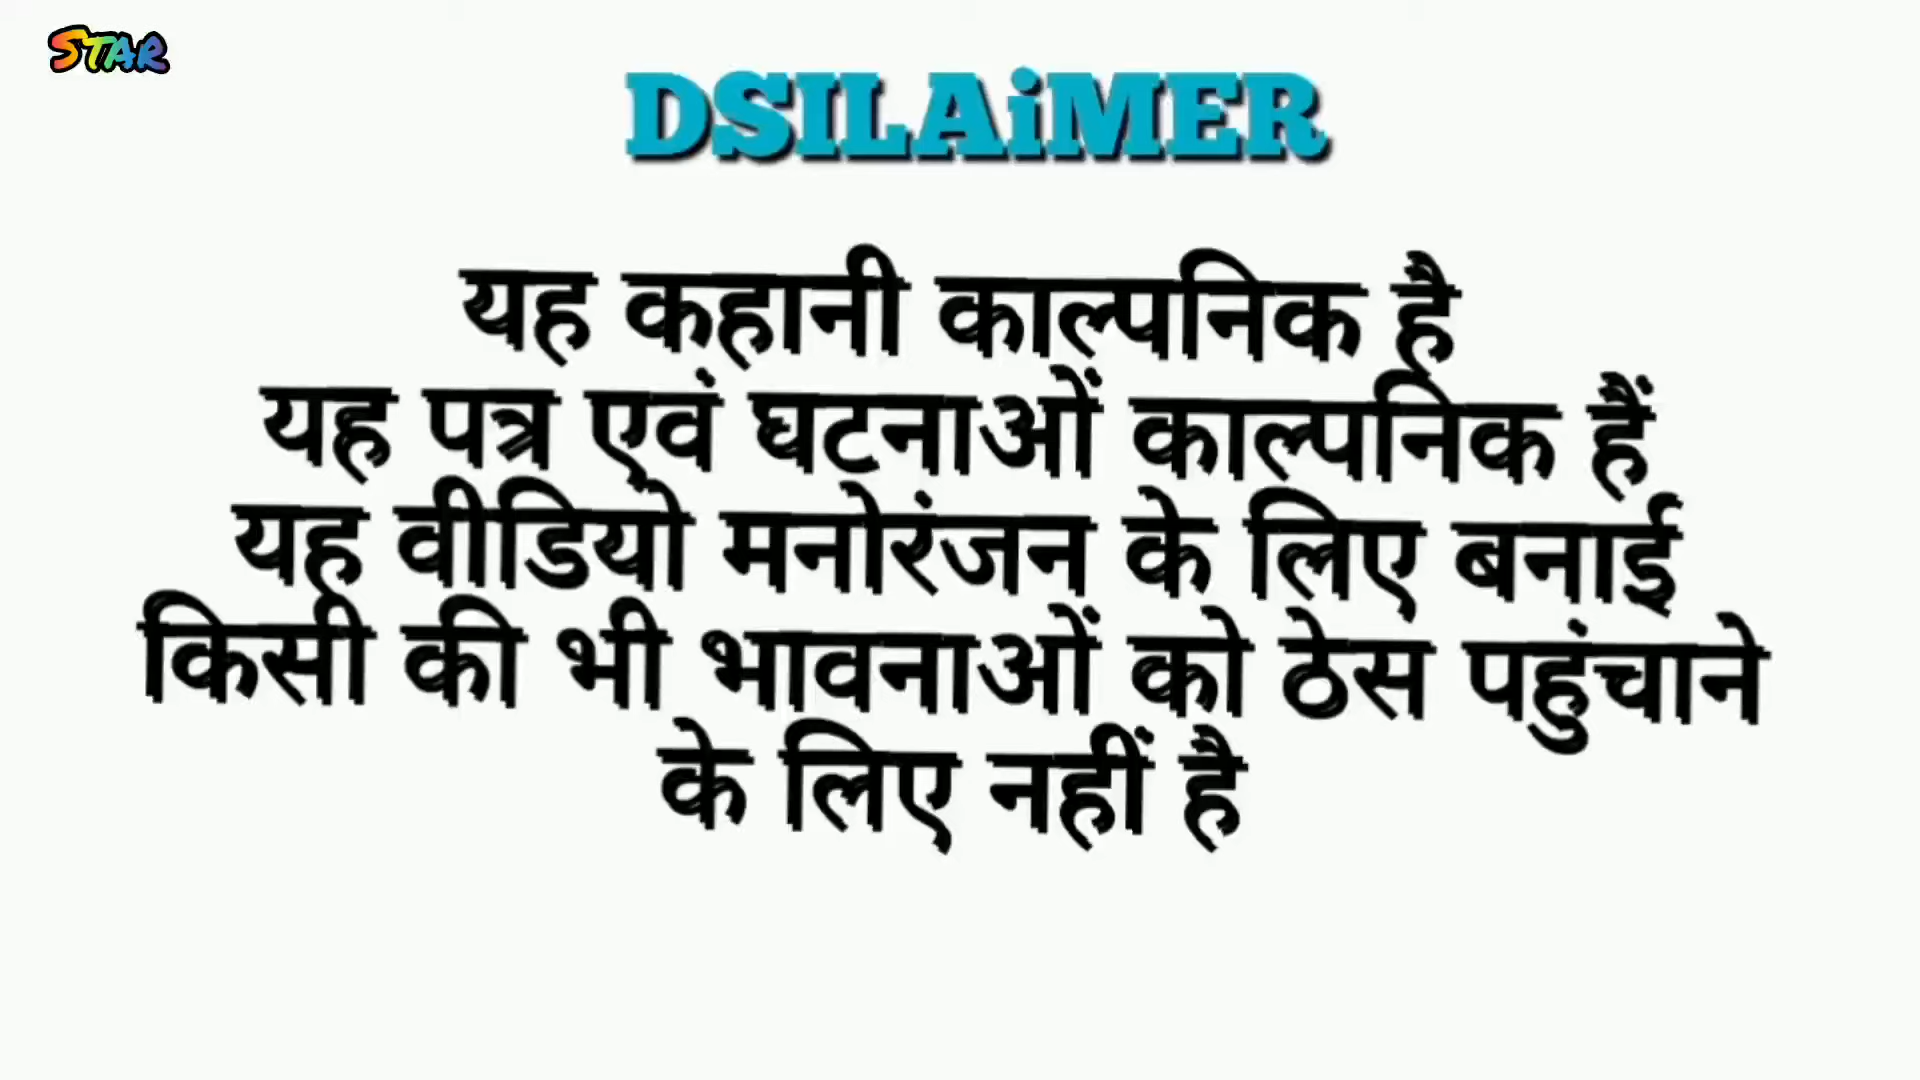 STAR
DSILAiMER
यह कहानी काल्पनिक है
यह पत्र एवं घटनाओं काल्पनिक हैं
यह वीडियो मनोरंजन के लिए बनाई
किसी की भी भावनाओं को ठेस पहुंचाने
के लिए नहीं है